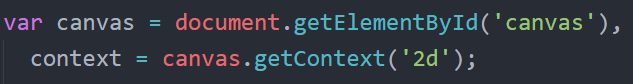 var canvas = document.getElementById('canvas'),
context = canvas.getContext('2d');